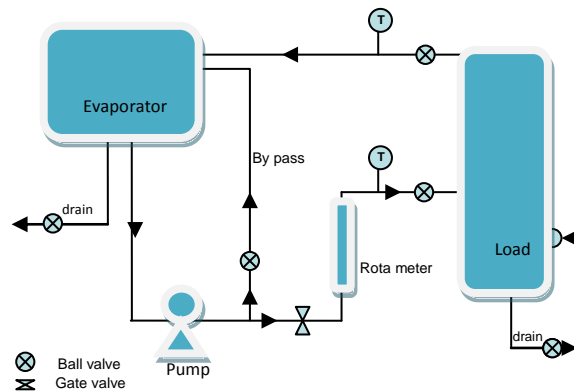 T
Evaporator
By pass
T
drain
Rota meter
Load
Pump
drain
Ball valve
Gate valve